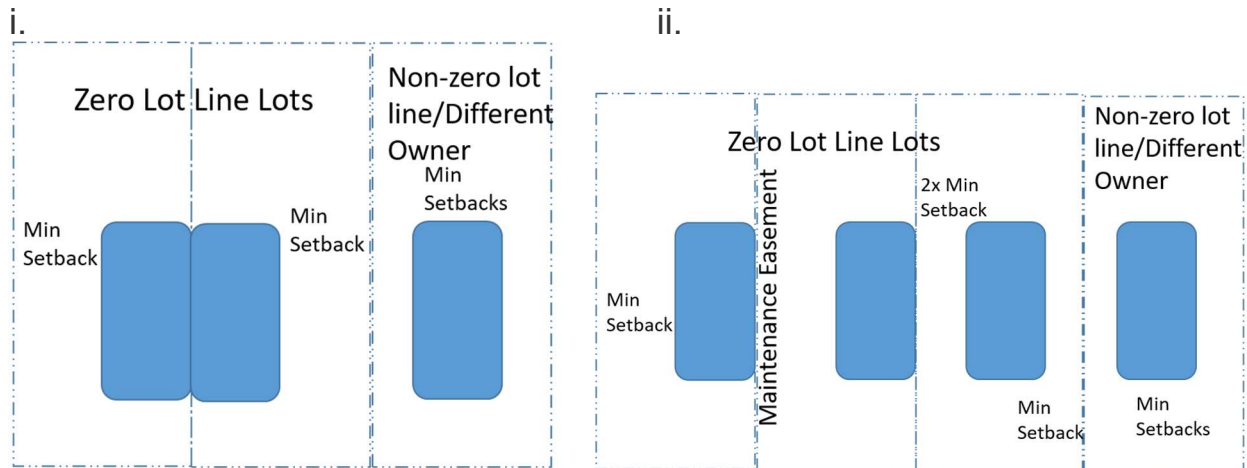 i.
Zero Lot Line Lots
Non-zero lot
line/Different
Owner
Min
Setbacks
Min
Setback
Min
Setback
ii.
Zero Lot Line Lots
Non-zero lot
line/Different
Owner
Maintenance Easement
2x Min
Setback
Min
Setback
Min
Setback
Min
Setbacks